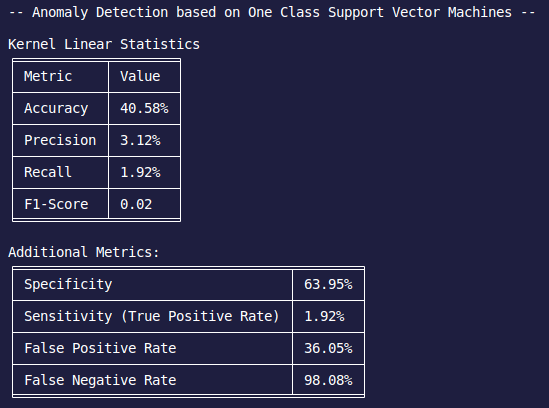 -- Anomaly Detection based on One Class Support Vector Machines --
Kernel Linear Statistics
Metric Value
Accuracy 40.58%
Precision 3.12%
Recall 1.92%
F1-Score 0.02
Additional Metrics:
Specificity 63.95%
Sensitivity (True Positive Rate) 1.92%
False Positive Rate 36.05%
False Negative Rate 98.08%